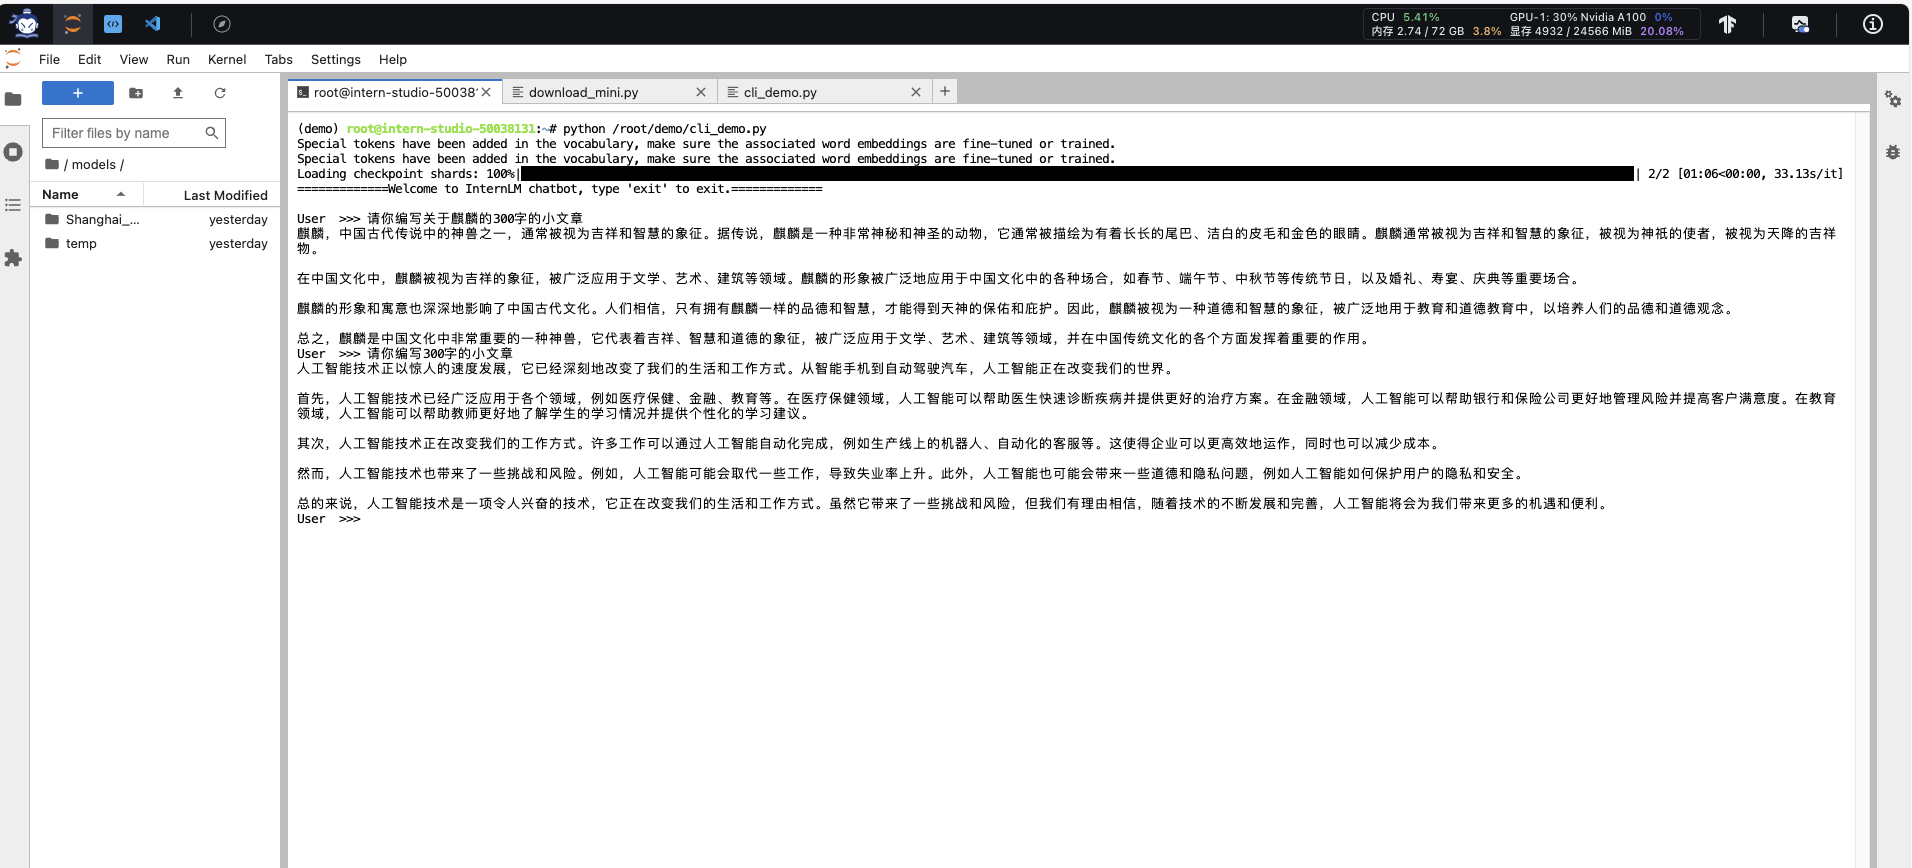 CPU 5.41% GPU-1: 30% Nvidia A100 0%
内存 2.74 / 72 GB 3.8% 显存 4932 / 24566 MiB 20.08%
File Edit View Run Kernel Tabs Settings Help
+
root@intern-studio-50038
download_mini.py
cli_demo.py
Filter files by name
/ models /
Name Last Modified
Shanghai_... yesterday
temp yesterday
(demo) root@intern-studio-50038131:~# python /root/demo/cli_demo.py
Special tokens have been added in the vocabulary, make sure the associated word embeddings are fine-tuned or trained.
Special tokens have been added in the vocabulary, make sure the associated word embeddings are fine-tuned or trained.
Loading checkpoint shards: 100%| | 2/2 [01:06<00:00, 33.13s/it]
=============Welcome to InternLM chatbot, type 'exit' to exit.=============
User >>> 请你编写关于麒麟的300字的小文章
麒麟，中国古代传说中的神兽之一，通常被视为吉祥和智慧的象征。据传说，麒麟是一种非常神秘和神圣的动物，它通常被描绘为有着长长的尾巴、洁白的皮毛和金色的眼睛。麒麟通常被视为吉祥和智慧的象征，被视为神祇的使者，被视为天降的吉祥
物。
在中国文化中，麒麟被视为吉祥的象征，被广泛应用于文学、艺术、建筑等领域。麒麟的形象被广泛地应用于中国文化中的各种场合，如春节、端午节、中秋节等传统节日，以及婚礼、寿宴、庆典等重要场合。
麒麟的形象和寓意也深深地影响了中国古代文化。人们相信，只有拥有麒麟一样的品德和智慧，才能得到天神的保佑和庇护。因此，麒麟被视为一种道德和智慧的象征，被广泛地用于教育和道德教育中，以培养人们的品德和道德观念。
总之，麒麟是中国文化中非常重要的一种神兽，它代表着吉祥、智慧和道德的象征，被广泛应用于文学、艺术、建筑等领域，并在中国传统文化的各个方面发挥着重要的作用。
User >>> 请你编写300字的小文章
人工智能技术正以惊人的速度发展，它已经深刻地改变了我们的生活和工作方式。从智能手机到自动驾驶汽车，人工智能正在改变我们的世界。
首先，人工智能技术已经广泛应用于各个领域，例如医疗保健、金融、教育等。在医疗保健领域，人工智能可以帮助医生快速诊断疾病并提供更好的治疗方案。在金融领域，人工智能可以帮助银行和保险公司更好地管理风险并提高客户满意度。在教育
领域，人工智能可以帮助教师更好地了解学生的学习情况并提供个性化的学习建议。
其次，人工智能技术正在改变我们的工作方式。许多工作可以通过人工智能自动化完成，例如生产线上的机器人、自动化的客服等。这使得企业可以更高效地运作，同时也可以减少成本。
然而，人工智能技术也带来了一些挑战和风险。例如，人工智能可能会取代一些工作，导致失业率上升。此外，人工智能也可能会带来一些道德和隐私问题，例如人工智能如何保护用户的隐私和安全。
总的来说，人工智能技术是一项令人兴奋的技术，它正在改变我们的生活和工作方式。虽然它带来了一些挑战和风险，但我们有理由相信，随着技术的不断发展和完善，人工智能将会为我们带来更多的机遇和便利。
User >>>